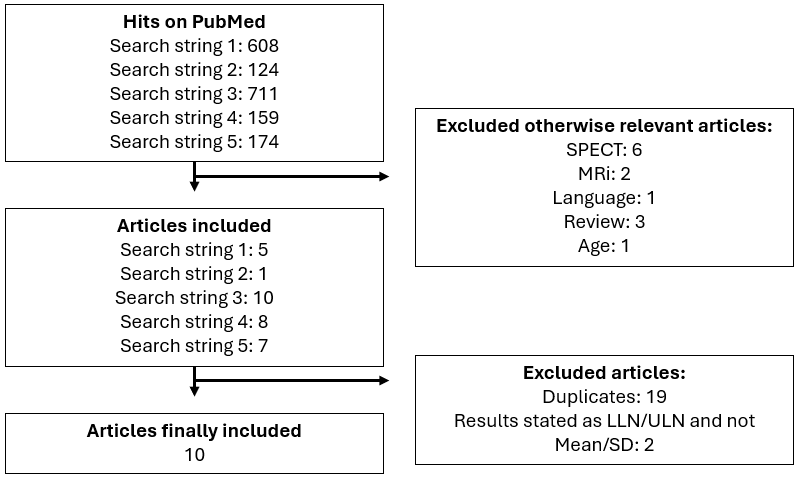 Hits on PubMed
Search string 1: 608
Search string 2: 124
Search string 3: 711
Search string 4: 159
Search string 5: 174
Excluded otherwise relevant articles:
SPECT: 6
MRi: 2
Language: 1
Review: 3
Age: 1
Articles included
Search string 1: 5
Search string 2: 1
Search string 3: 10
Search string 4: 8
Search string 5: 7
Excluded articles:
Duplicates: 19
Results stated as LLN/ULN and not
Mean/SD: 2
Articles finally included
10